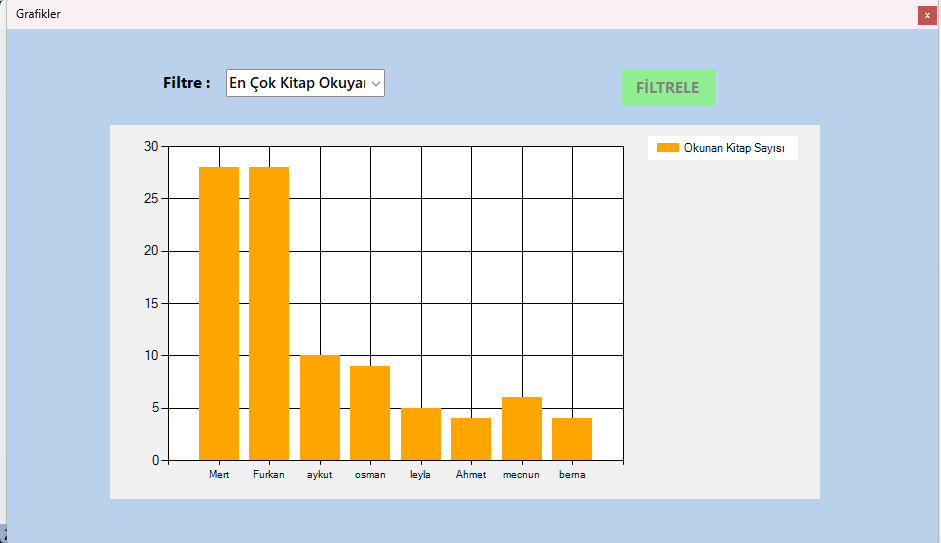 Grafikler
x
Filtre :
En Çok Kitap Okuyan
FİLTRELE
Okunan Kitap Sayısı
30
25
20
15
10
5
0
Mert Furkan aykut osman leyla Ahmet mecnun berna